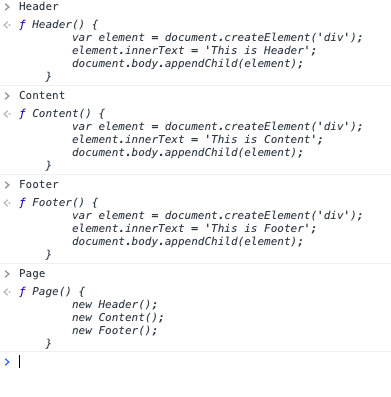 Header
ƒ Header() {
        var element = document.createElement('div');
        element.innerText = 'This is Header';
        document.body.appendChild(element);
    }
Content
ƒ Content() {
        var element = document.createElement('div');
        element.innerText = 'This is Content';
        document.body.appendChild(element);
    }
Footer
ƒ Footer() {
        var element = document.createElement('div');
        element.innerText = 'This is Footer';
        document.body.appendChild(element);
    }
Page
ƒ Page() {
        new Header();
        new Content();
        new Footer();
    }